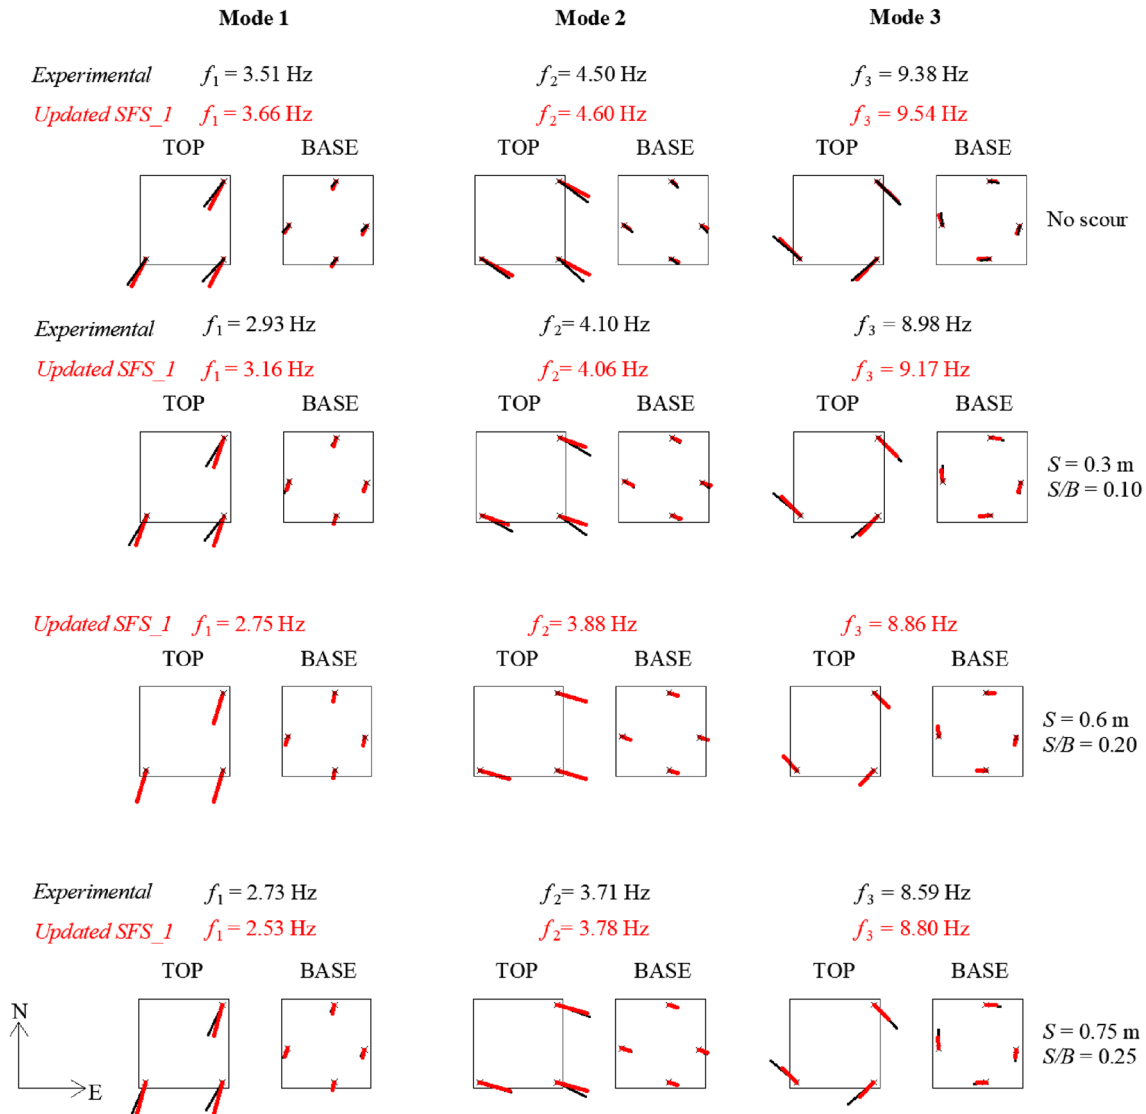 Mode 1 Mode 2 Mode 3
Experimental f₁ = 3.51 Hz f₂= 4.50 Hz f₃ = 9.38 Hz
Updated SFS_1 f₁ = 3.66 Hz f₂= 4.60 Hz f₃ = 9.54 Hz
TOP BASE TOP BASE TOP BASE
No scour
Experimental f₁ = 2.93 Hz f₂= 4.10 Hz f₃ = 8.98 Hz
Updated SFS_1 f₁ = 3.16 Hz f₂= 4.06 Hz f₃ = 9.17 Hz
TOP BASE TOP BASE TOP BASE
S = 0.3 m
S/B = 0.10
Updated SFS_1 f₁ = 2.75 Hz f₂= 3.88 Hz f₃ = 8.86 Hz
TOP BASE TOP BASE TOP BASE
S = 0.6 m
S/B = 0.20
Experimental f₁ = 2.73 Hz f₂= 3.71 Hz f₃ = 8.59 Hz
Updated SFS_1 f₁ = 2.53 Hz f₂= 3.78 Hz f₃ = 8.80 Hz
TOP BASE TOP BASE TOP BASE
N
S = 0.75 m
S/B = 0.25
E